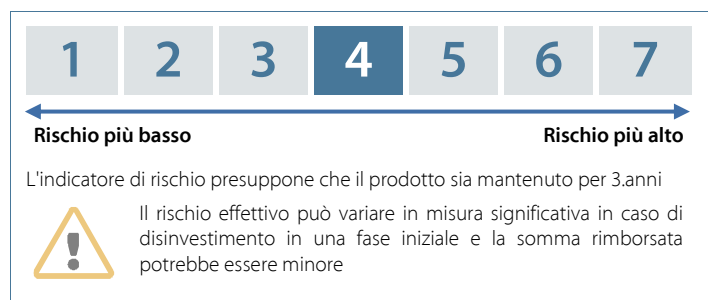 1 2 3 4 5 6 7
Rischio più basso Rischio più alto
L'indicatore di rischio presuppone che il prodotto sia mantenuto per 3.anni
Il rischio effettivo può variare in misura significativa in caso di
disinvestimento in una fase iniziale e la somma rimborsata
potrebbe essere minore